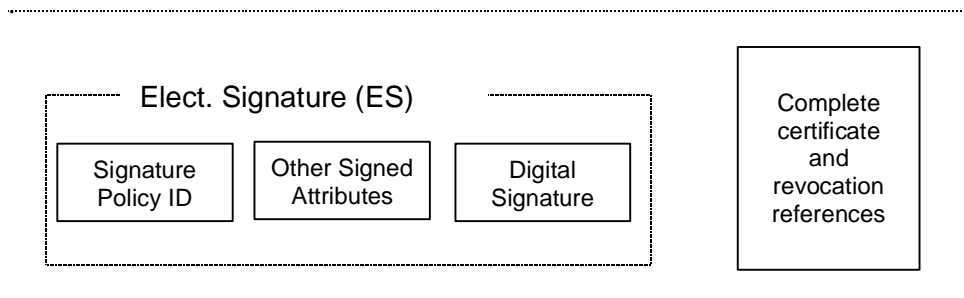 Elect. Signature (ES)
Signature
Policy ID
Other Signed
Attributes
Digital
Signature
Complete
certificate
and
revocation
references